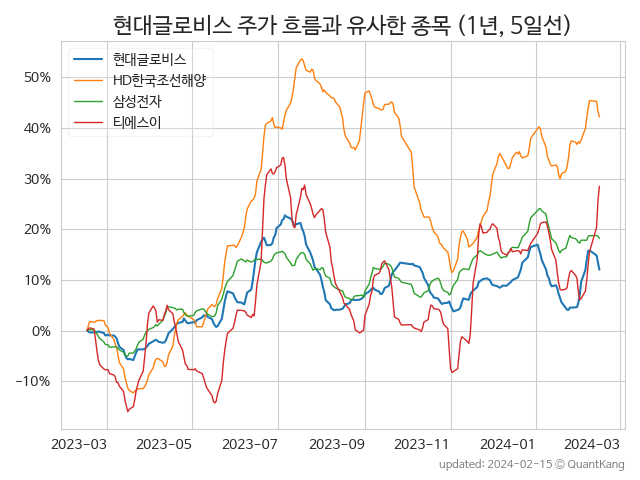 현대글로비스 주가 흐름과 유사한 종목 (1년, 5일선)
현대글로비스
HD한국조선해양
삼성전자
티에스이
50%
40%
30%
20%
10%
0%
−10%
2023-03 2023-05 2023-07 2023-09 2023-11 2024-01 2024-03
updated: 2024-02-15 © QuantKang